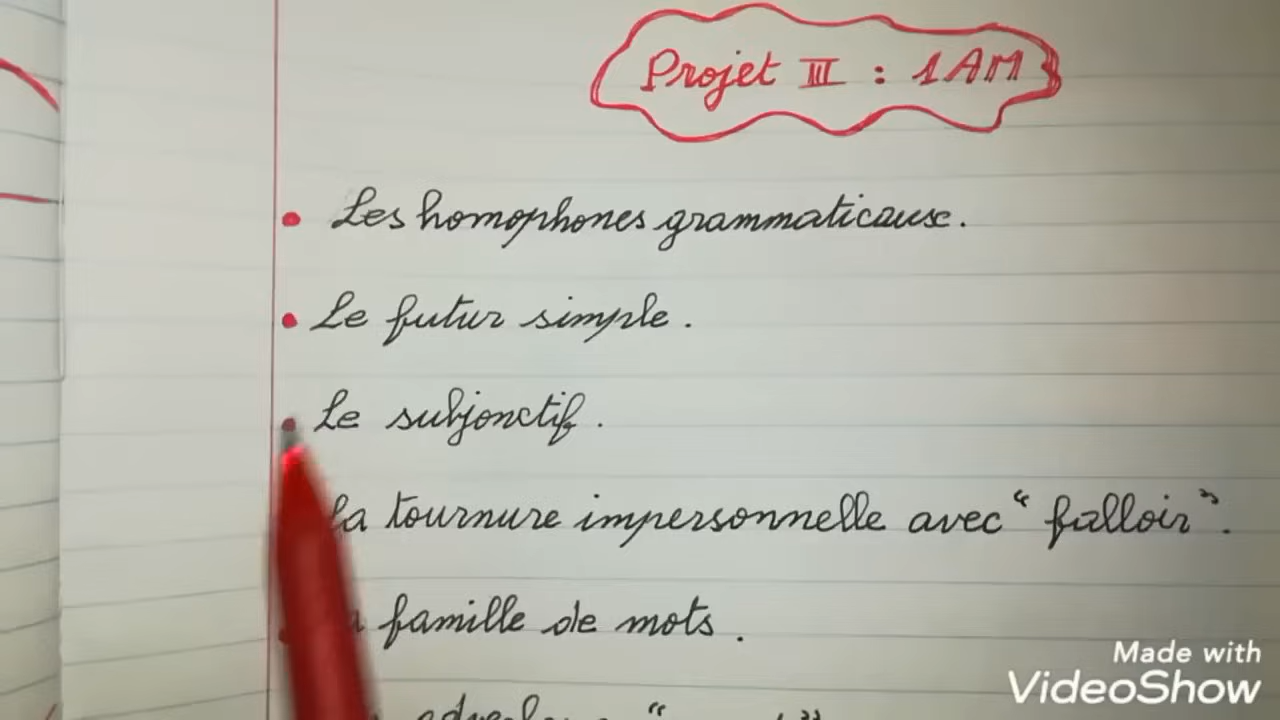 Projet III : 1AM
• Les homophones grammaticaux.
• Le futur simple.
• Le subjonctif.
La tournure impersonnelle avec “falloir”.
famille de mots.
Made with
VideoShow